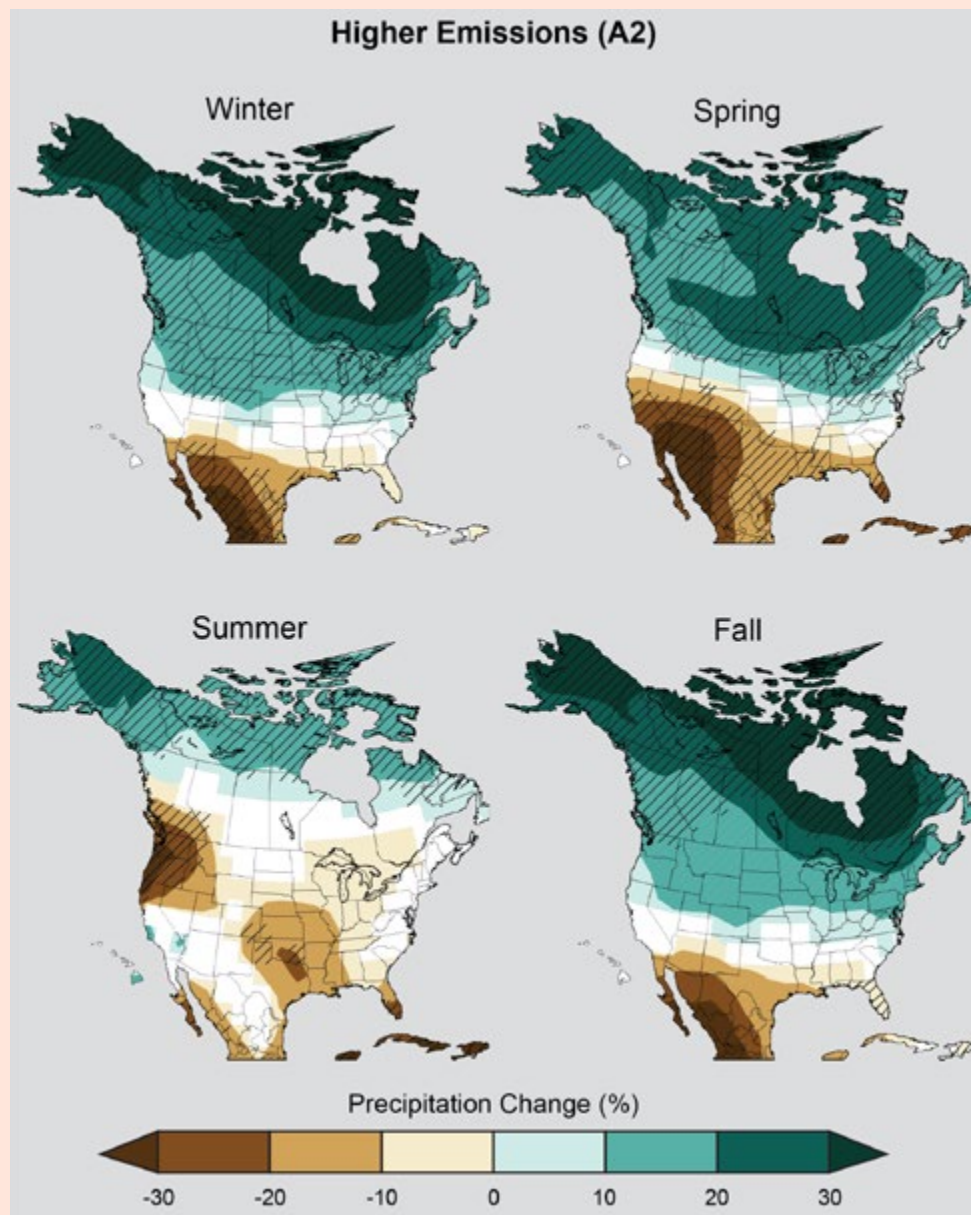 Higher Emissions (A2)
Winter
Spring
Summer
Fall
Precipitation Change (%)
-30 -20 -10 0 10 20 30